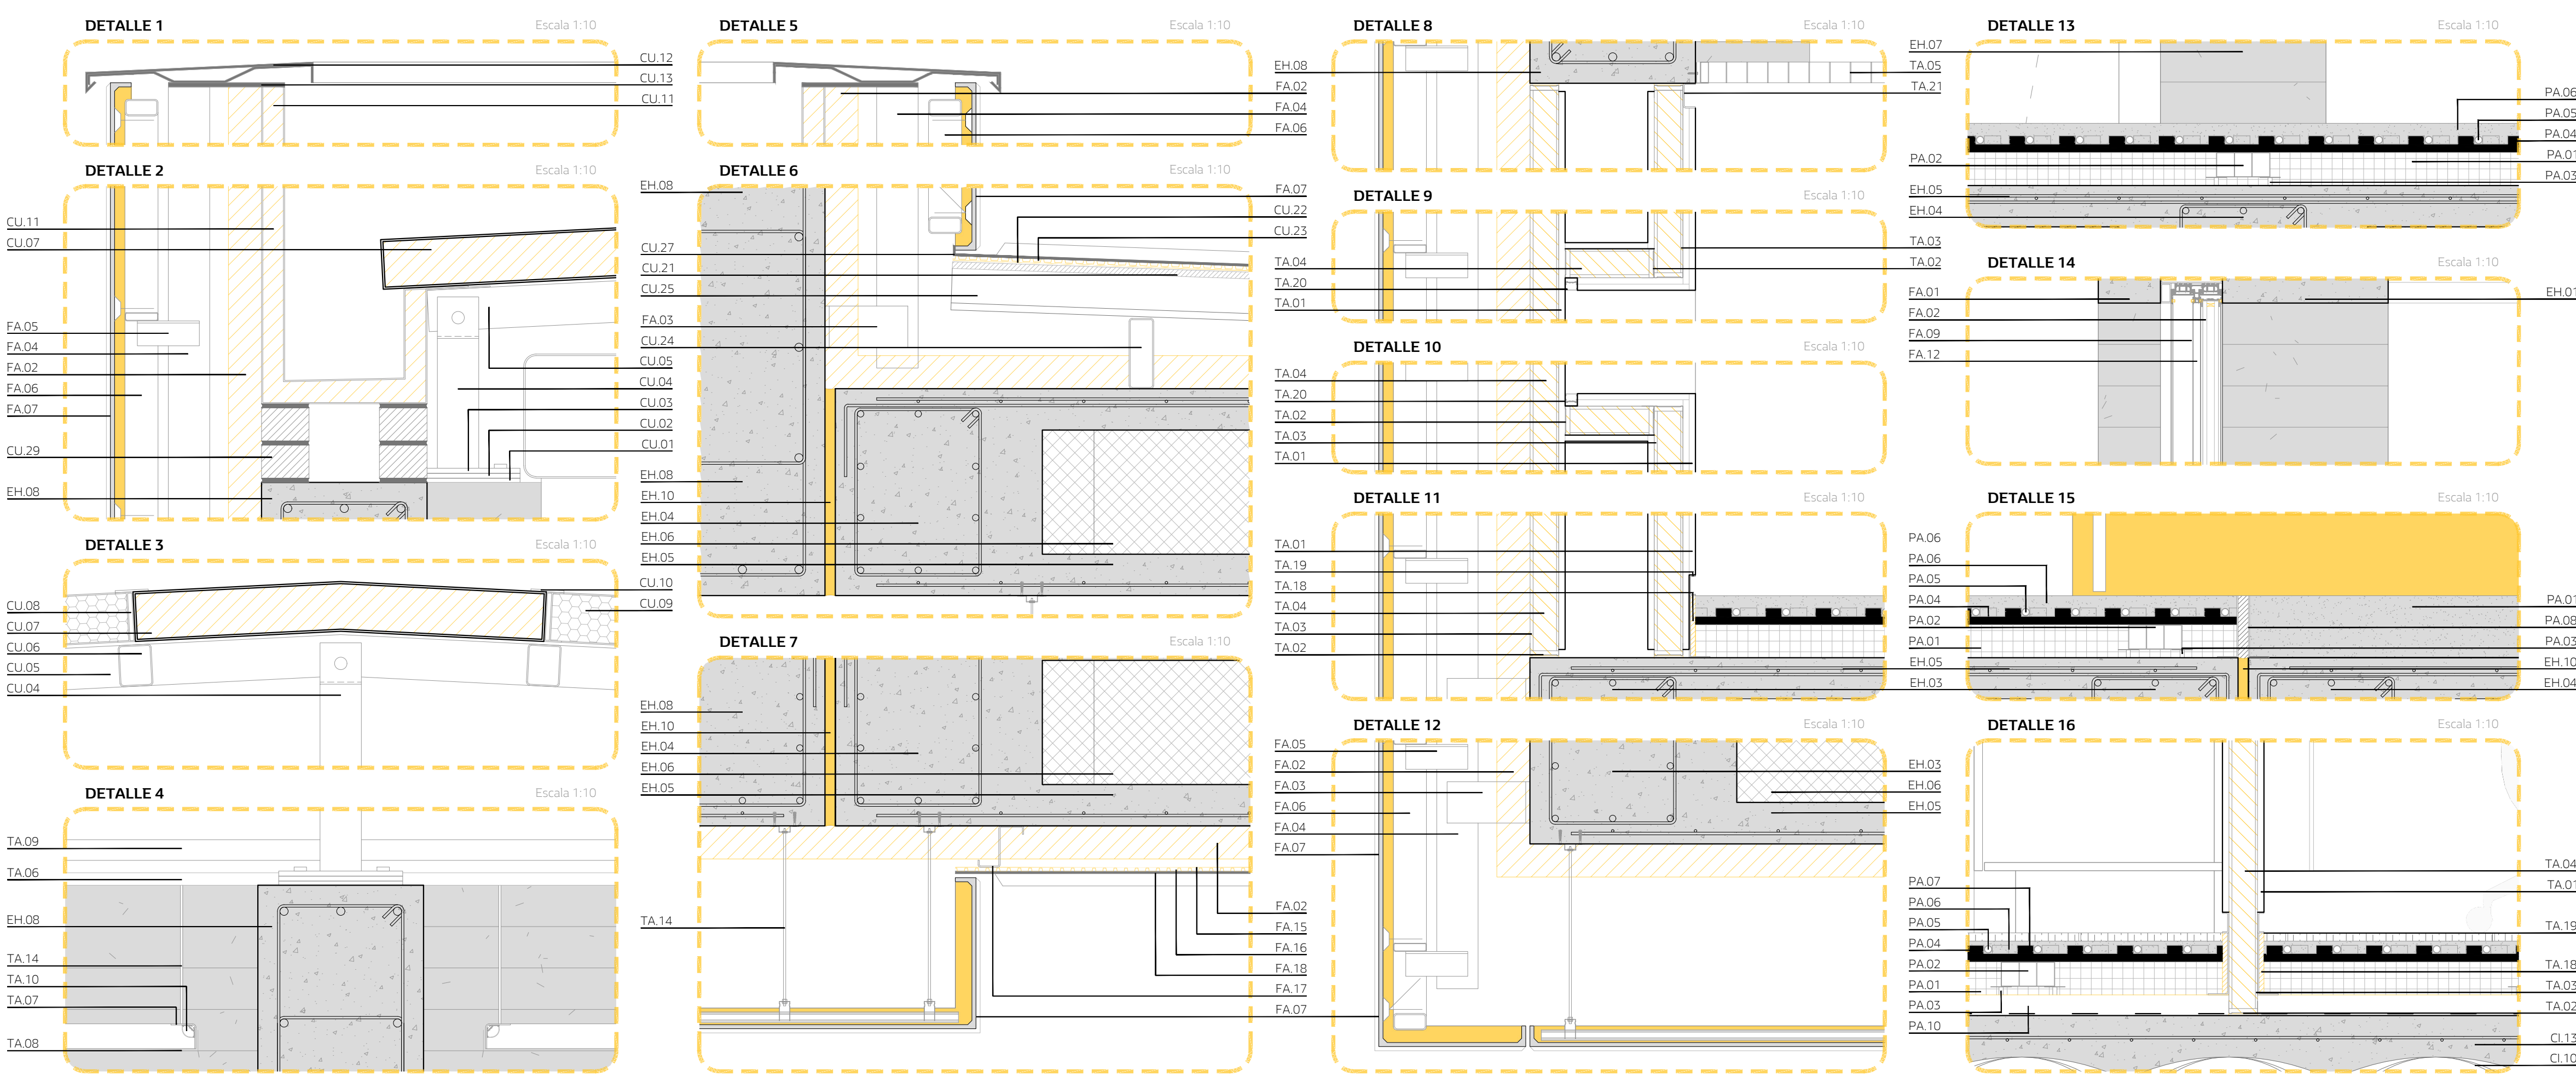 DETALLE 1
Escala 1:10
CU.12
CU.13
CU.11
DETALLE 2
Escala 1:10
CU.11
CU.07
FA.05
FA.04
FA.02
FA.06
FA.07
CU.29
EH.08
CU.05
CU.04
CU.03
CU.02
CU.01
DETALLE 3
Escala 1:10
CU.08
CU.07
CU.06
CU.05
CU.04
CU.10
CU.09
DETALLE 4
Escala 1:10
TA.09
TA.06
EH.08
TA.14
TA.10
TA.07
TA.08
DETALLE 5
Escala 1:10
FA.02
FA.04
FA.06
DETALLE 6
Escala 1:10
EH.08
CU.27
CU.21
CU.25
FA.03
CU.24
EH.08
EH.10
EH.04
EH.06
EH.05
FA.07
CU.22
CU.23
DETALLE 7
Escala 1:10
EH.08
EH.10
EH.04
EH.06
EH.05
TA.14
FA.02
FA.15
FA.16
FA.18
FA.17
FA.07
DETALLE 8
Escala 1:10
EH.08
TA.05
TA.21
DETALLE 9
Escala 1:10
TA.04
TA.20
TA.01
TA.03
TA.02
DETALLE 10
Escala 1:10
TA.04
TA.20
TA.02
TA.03
TA.01
DETALLE 11
Escala 1:10
TA.01
TA.19
TA.18
TA.04
TA.03
TA.02
EH.05
EH.03
DETALLE 12
Escala 1:10
FA.05
FA.02
FA.03
FA.06
FA.04
FA.07
EH.03
EH.06
EH.05
DETALLE 13
Escala 1:10
EH.07
PA.02
EH.05
EH.04
PA.06
PA.05
PA.04
PA.01
PA.03
DETALLE 14
Escala 1:10
FA.01
FA.02
FA.09
FA.12
EH.01
DETALLE 15
Escala 1:10
PA.06
PA.06
PA.05
PA.04
PA.02
PA.01
PA.01
PA.08
PA.03
EH.10
EH.04
DETALLE 16
Escala 1:10
PA.07
PA.06
PA.05
PA.04
PA.02
PA.01
PA.03
PA.10
TA.04
TA.01
TA.19
TA.18
TA.03
TA.02
CI.13
CI.10